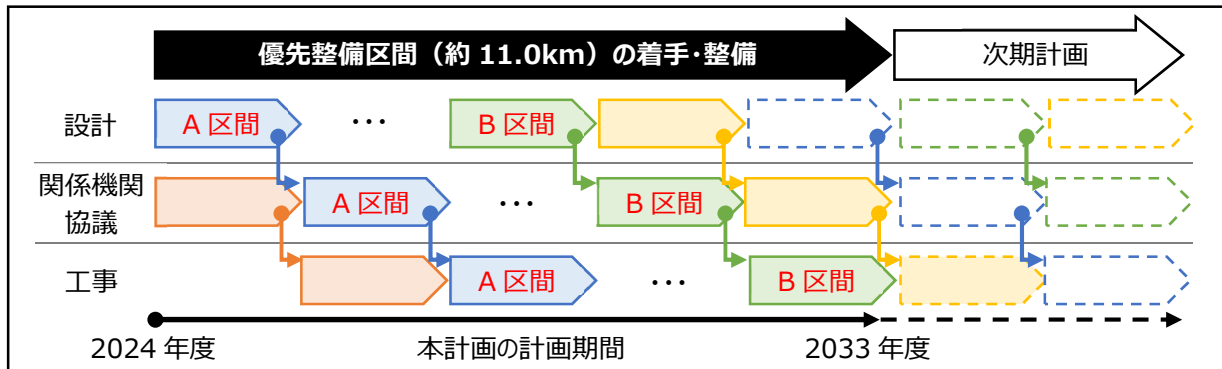 優先整備区間（約 11.0km）の着手・整備
次期計画
設計
A 区間
･･･
B 区間
関係機関
協議
A 区間
･･･
B 区間
工事
A 区間
･･･
B 区間
2024 年度
本計画の計画期間
2033 年度